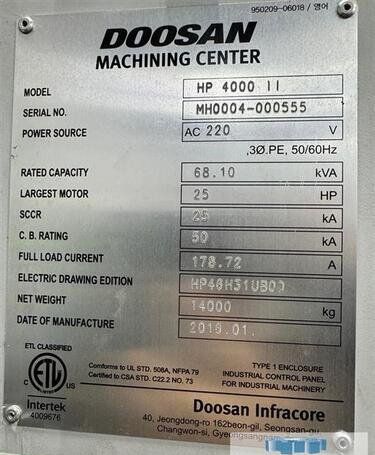 950209-06018 / 영어
DOOSAN
MACHINING CENTER
MODEL HP 4000 II
SERIAL NO. MH0004-000555
POWER SOURCE AC 220 V
,3Ø.PE, 50/60Hz
RATED CAPACITY 68.10 kVA
LARGEST MOTOR 25 HP
SCCR 25 kA
C. B. RATING 50 kA
FULL LOAD CURRENT 178.72 A
ELECTRIC DRAWING EDITION
NET WEIGHT 14000 kg
DATE OF MANUFACTURE 2019.01.
ETL CLASSIFIED
C ETL US
Intertek
4009676
Conforms to UL STD. 508A, NFPA 79
Certified to CSA STD. C22.2 NO. 73
TYPE 1 ENCLOSURE
INDUSTRIAL CONTROL PANEL
FOR INDUSTRIAL MACHINERY
Doosan Infracore
40, Jeongdong-ro 162beon-gil, Seongsan-gu
Changwon-si,